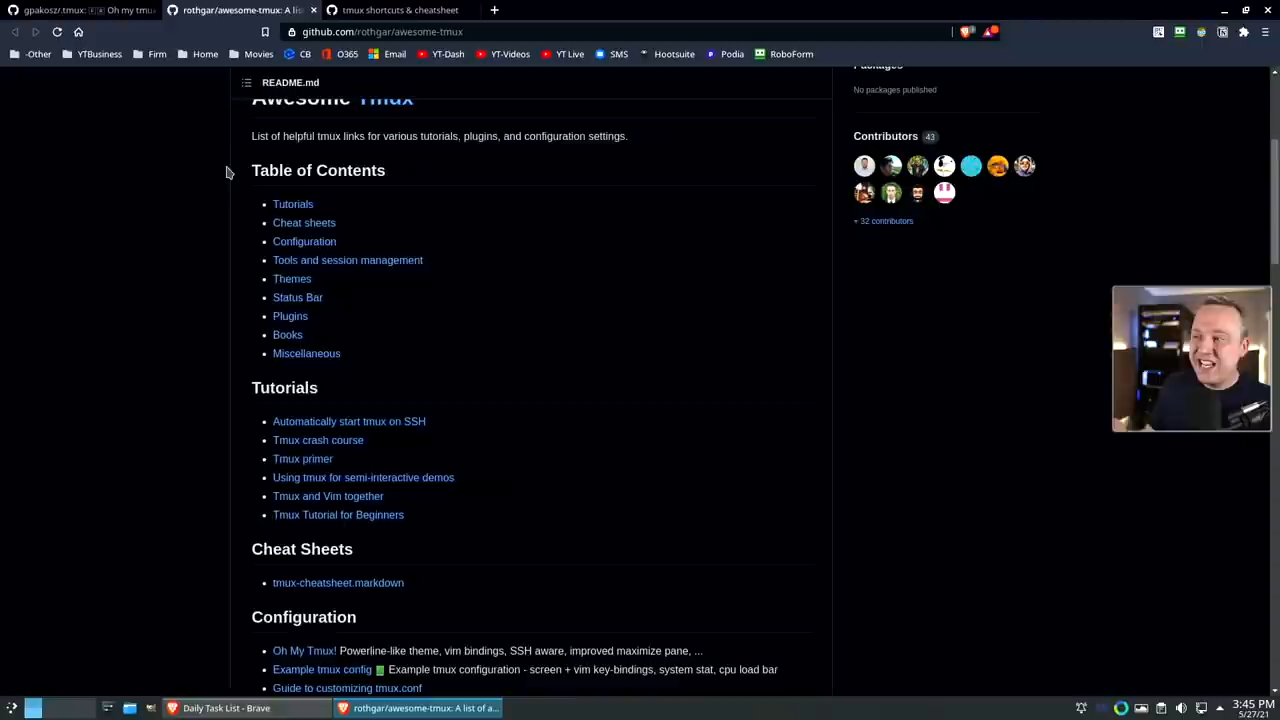 gpakosz/.tmux: Oh my tmu
rothgar/awesome-tmux: A lis
tmux shortcuts & cheatsheet
github.com/rothgar/awesome-tmux
-Other
YTBusiness
Firm
Home
Movies
CB
O365
Email
YT-Dash
YT-Videos
YT Live
SMS
Hootsuite
Podia
RoboForm
README.md
Awesome Tmux
List of helpful tmux links for various tutorials, plugins, and configuration settings.
Table of Contents
Tutorials
Cheat sheets
Configuration
Tools and session management
Themes
Status Bar
Plugins
Books
Miscellaneous
Tutorials
Automatically start tmux on SSH
Tmux crash course
Tmux primer
Using tmux for semi-interactive demos
Tmux and Vim together
Tmux Tutorial for Beginners
Cheat Sheets
tmux-cheatsheet.markdown
Configuration
Oh My Tmux! Powerline-like theme, vim bindings, SSH aware, improved maximize pane, ...
Example tmux config Example tmux configuration - screen + vim key-bindings, system stat, cpu load bar
Guide to customizing tmux.conf
Packages
No packages published
Contributors 43
+ 32 contributors
Daily Task List - Brave
rothgar/awesome-tmux: A list of a...
3:45 PM
5/27/21